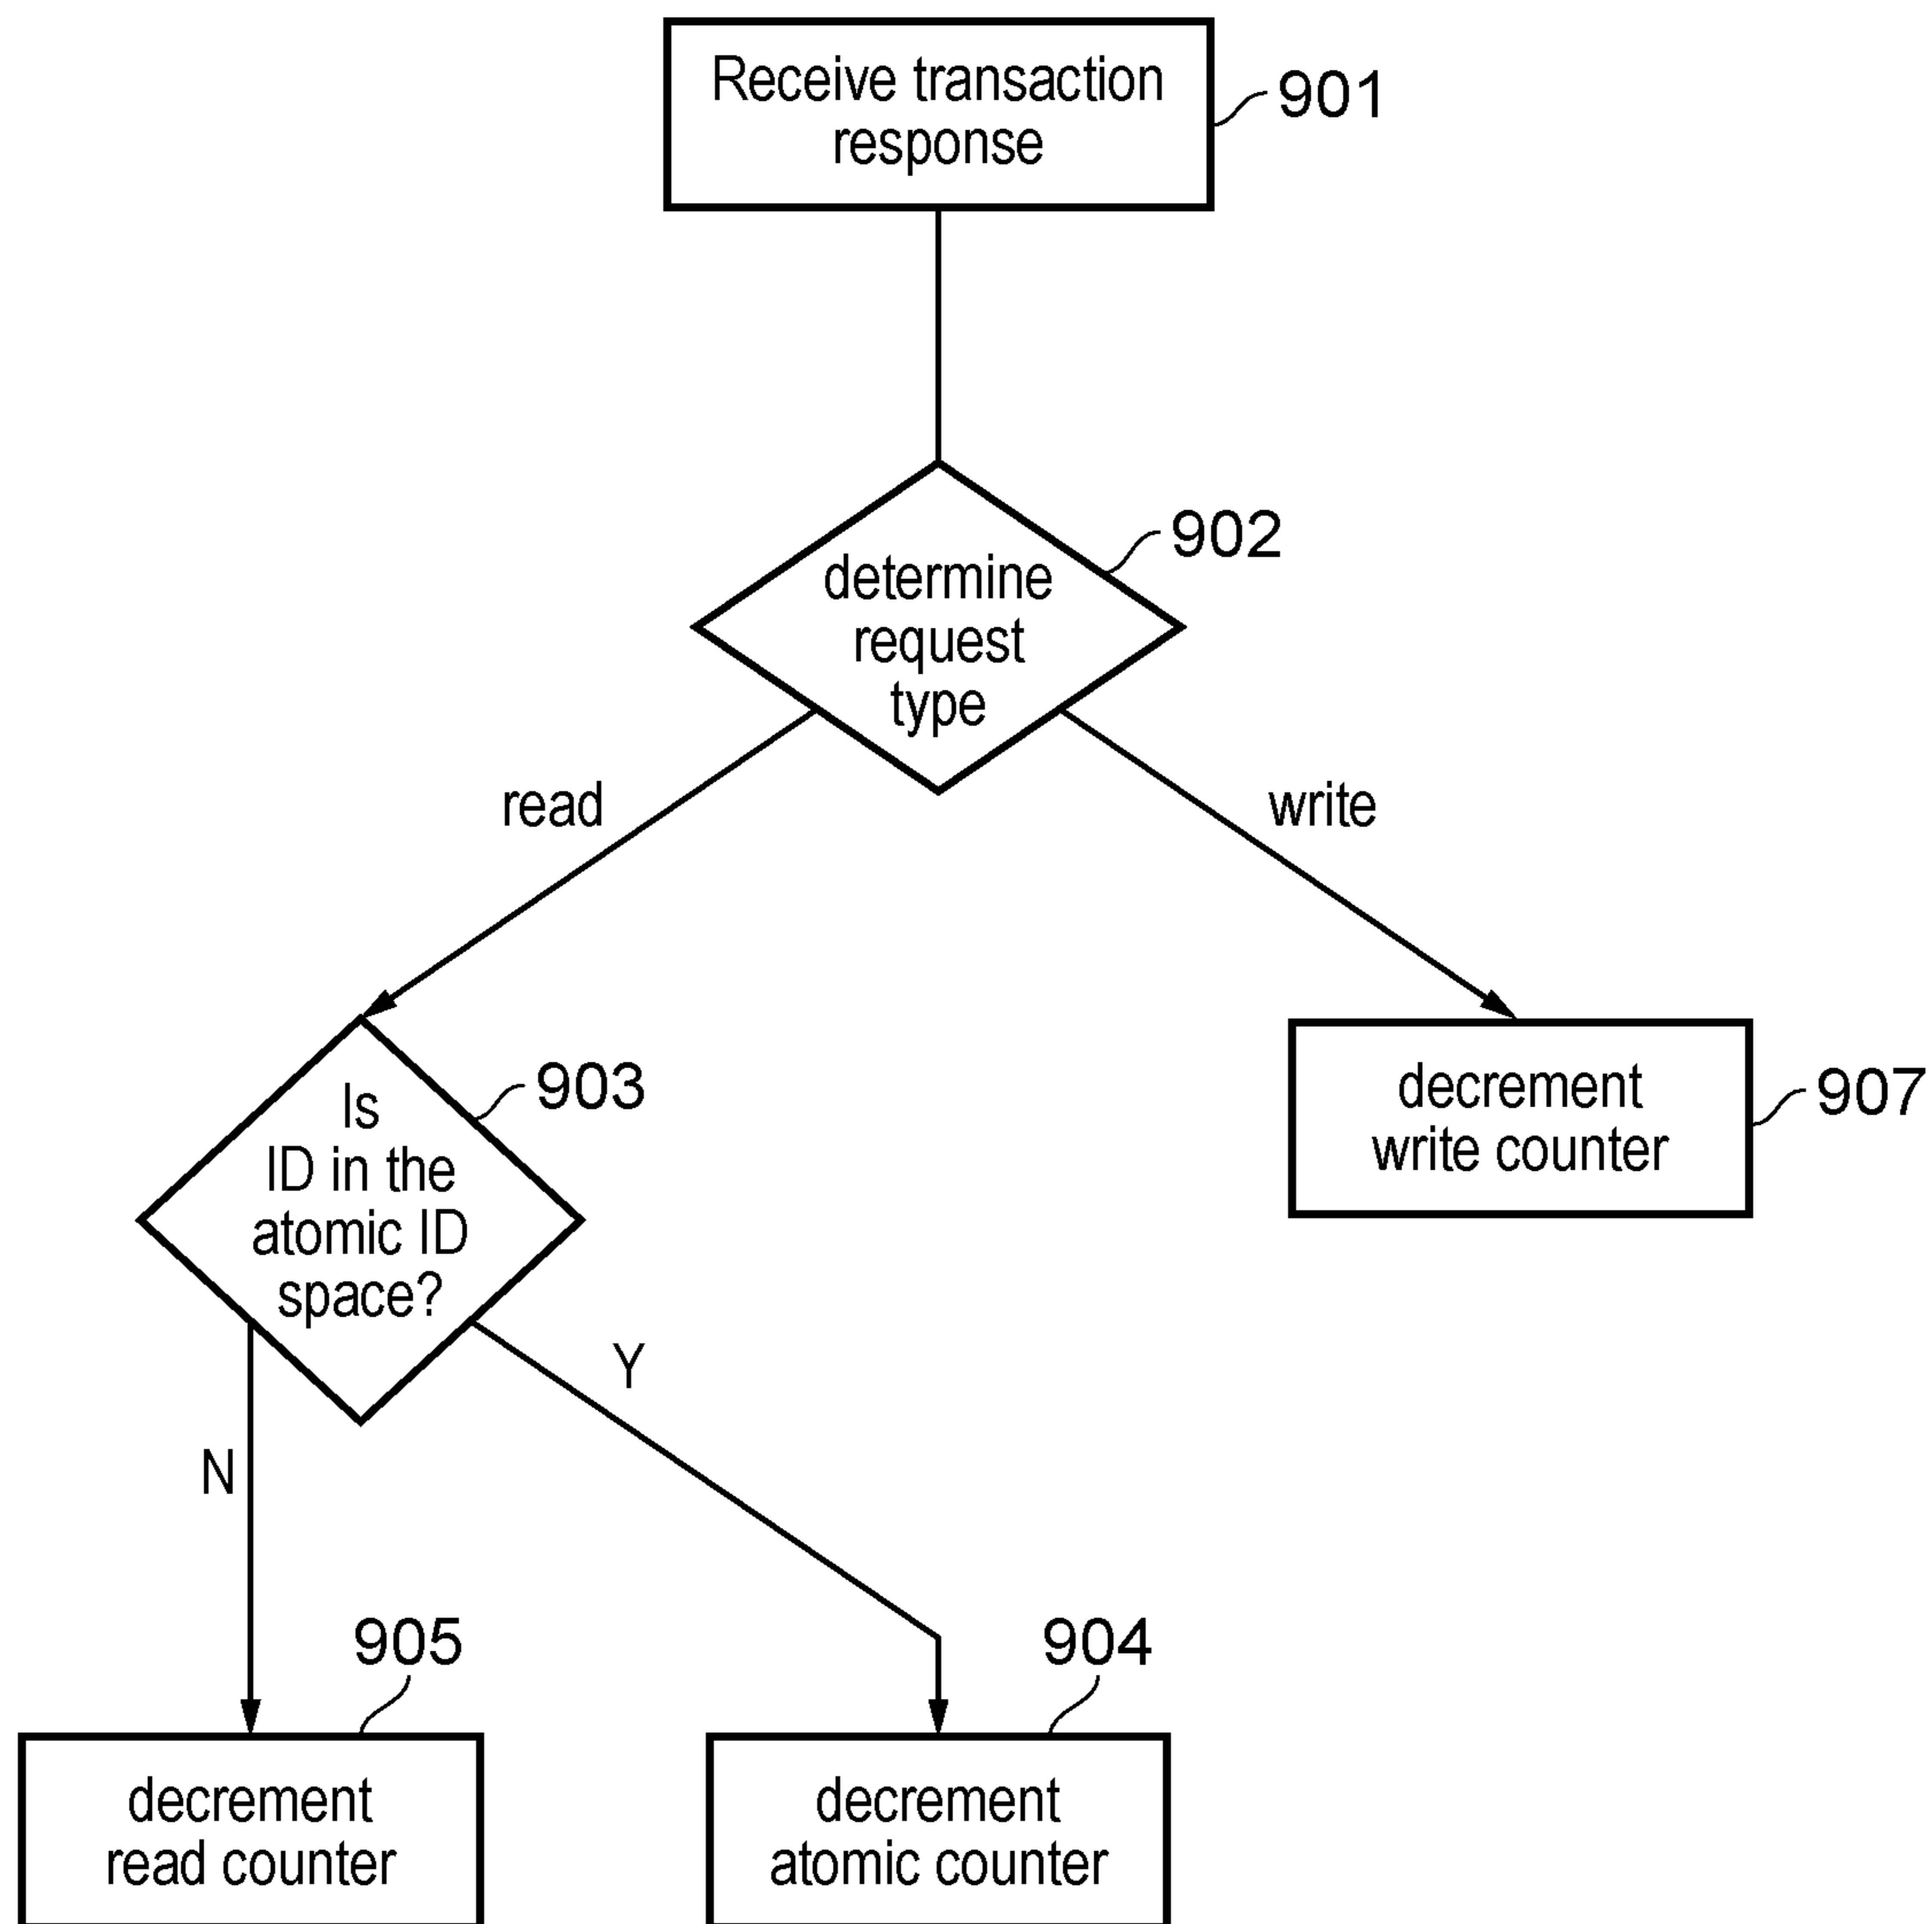 Receive transaction
response
901
902
determine
request
type
read
write
903
Is
ID in the
atomic ID
space?
decrement
write counter
907
Y
N
905
904
decrement
read counter
decrement
atomic counter